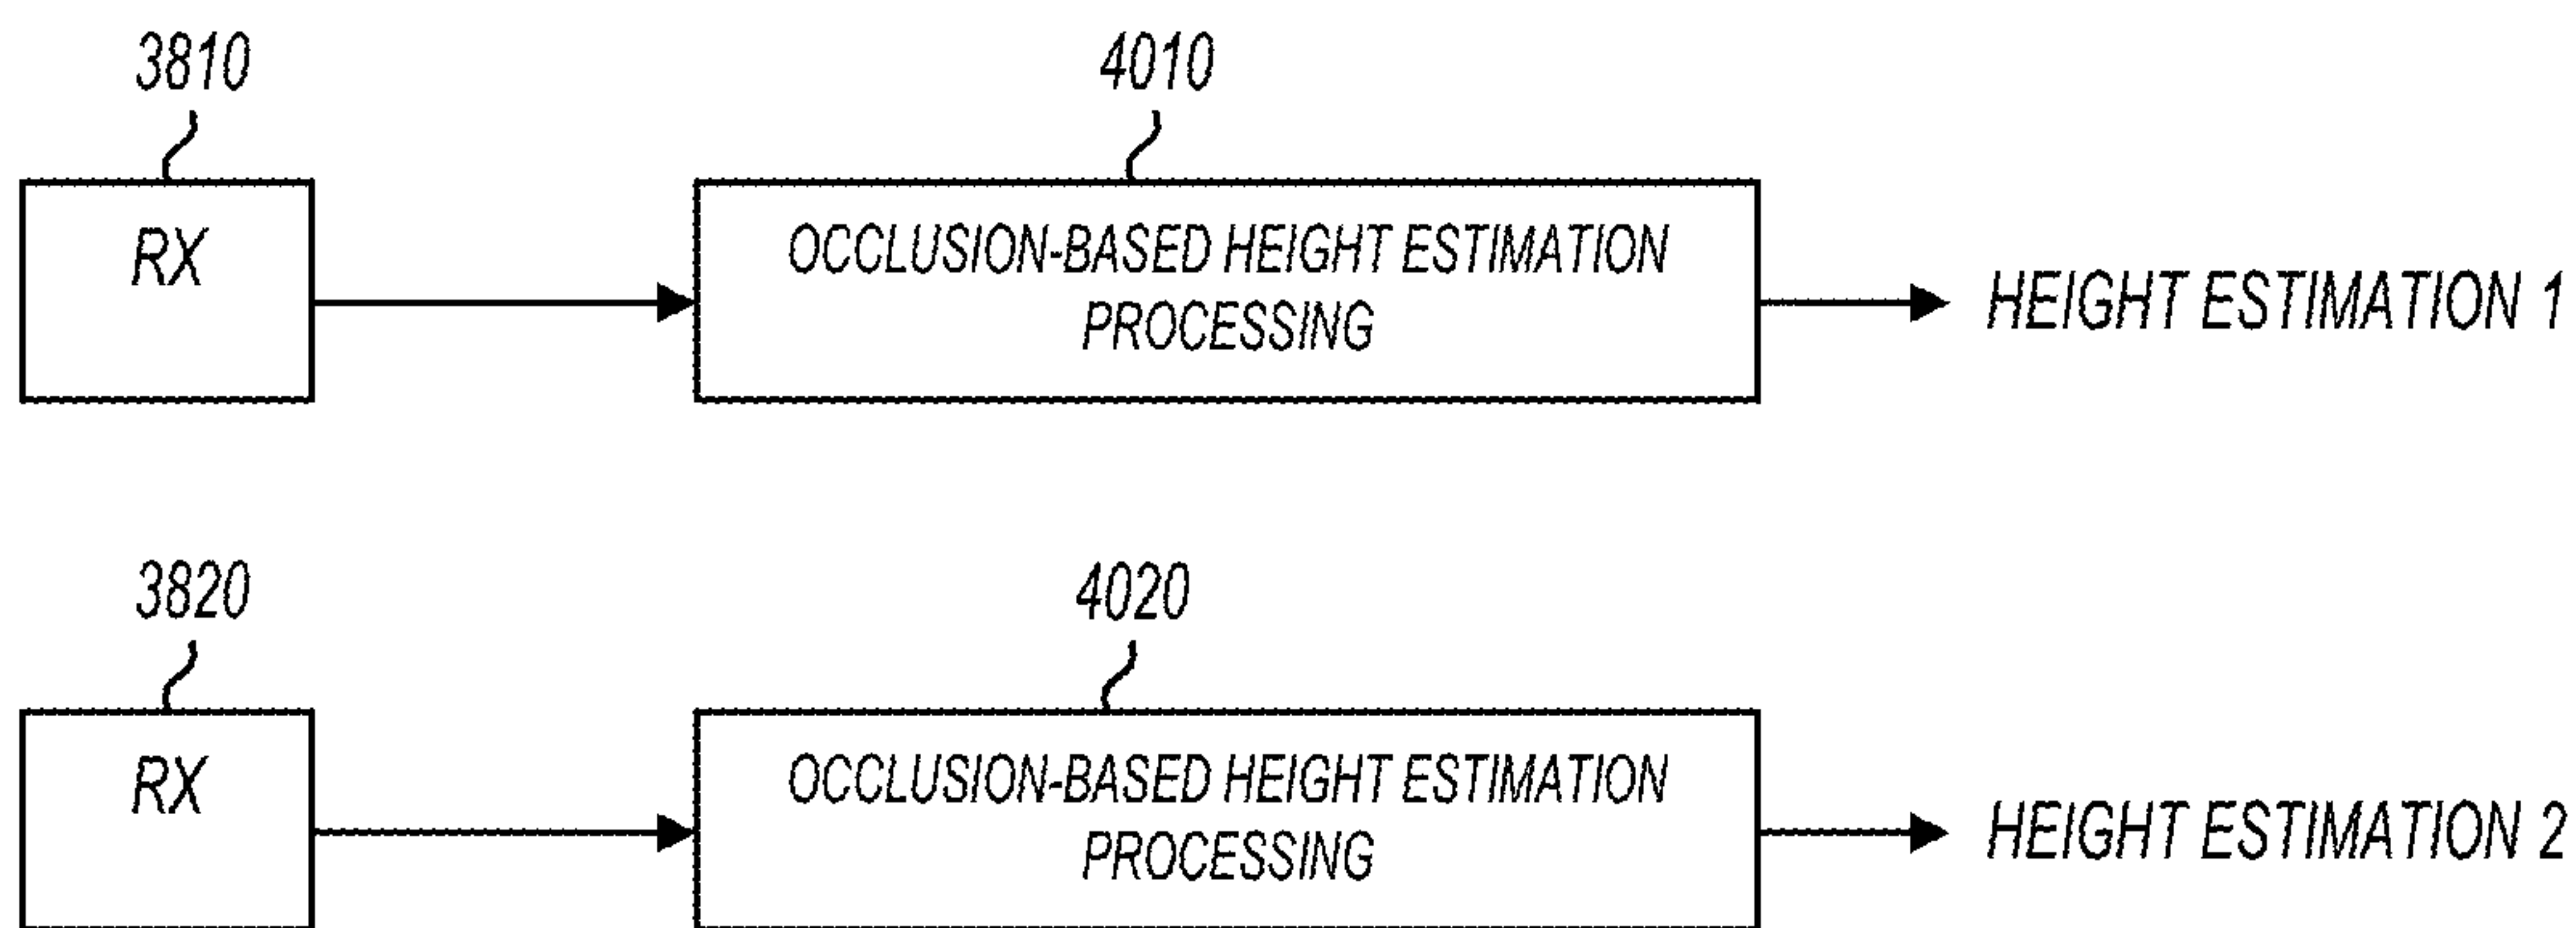 3810
4010
RX
OCCLUSION-BASED HEIGHT ESTIMATION
PROCESSING
HEIGHT ESTIMATION 1
3820
4020
RX
OCCLUSION-BASED HEIGHT ESTIMATION
PROCESSING
HEIGHT ESTIMATION 2